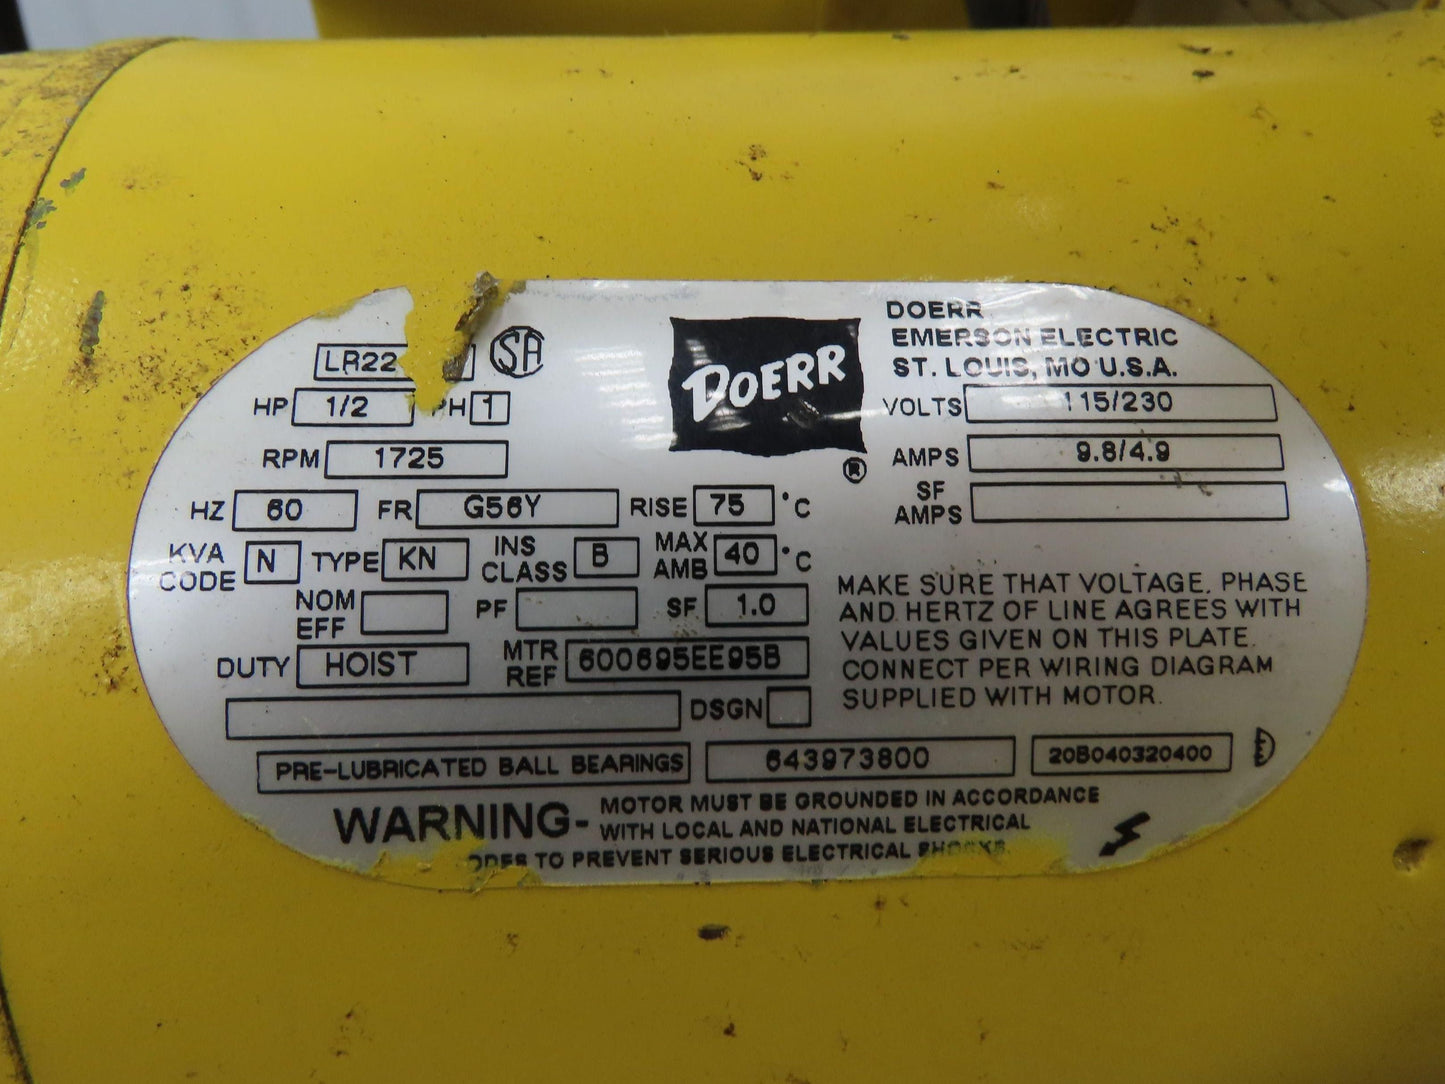 LR22
DOERR
EMERSON ELECTRIC
ST. LOUIS, MO U.S.A.
DOERR
®
HP 1/2 PH 1
VOLTS 115/230
RPM 1725
AMPS 9.8/4.9
HZ 60 FR G56Y RISE 75 °C
SF AMPS
KVA CODE N TYPE KN INS CLASS B MAX AMB 40 °C
NOM EFF PF SF 1.0
DUTY HOIST MTR REF 600695EE95B
DSGN
MAKE SURE THAT VOLTAGE, PHASE
AND HERTZ OF LINE AGREES WITH
VALUES GIVEN ON THIS PLATE.
CONNECT PER WIRING DIAGRAM
SUPPLIED WITH MOTOR.
PRE-LUBRICATED BALL BEARINGS 643973800 20B040320400
WARNING- MOTOR MUST BE GROUNDED IN ACCORDANCE
WITH LOCAL AND NATIONAL ELECTRICAL
ODES TO PREVENT SERIOUS ELECTRICAL SHOCKS